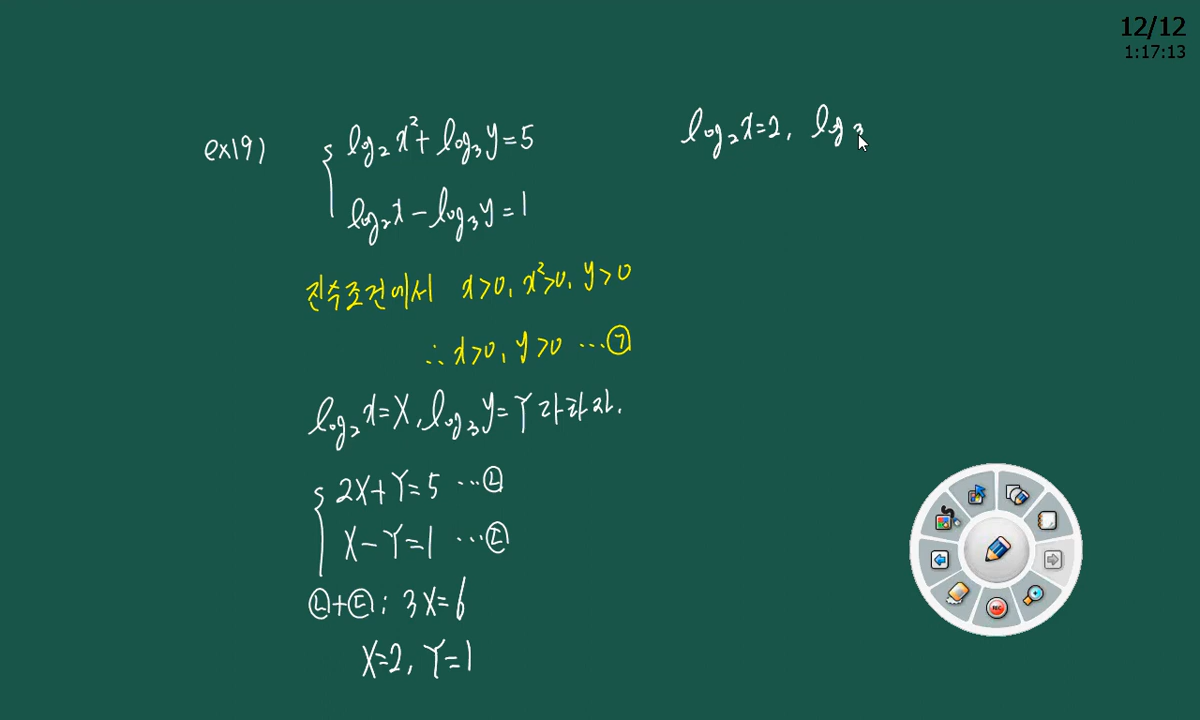 12/12
1:17:13
ex19) log₂x² + log₃y = 5
log₂x - log₃y = 1
진수조건에서 x>0, x²>0, y>0
∴ x>0, y>0 …㉠
log₂x = X, log₃y = Y 라 하자.
2X+Y=5 …㉡
X-Y=1 …㉢
㉡+㉢ : 3X=6
X=2, Y=1
log₂x=2, log₃